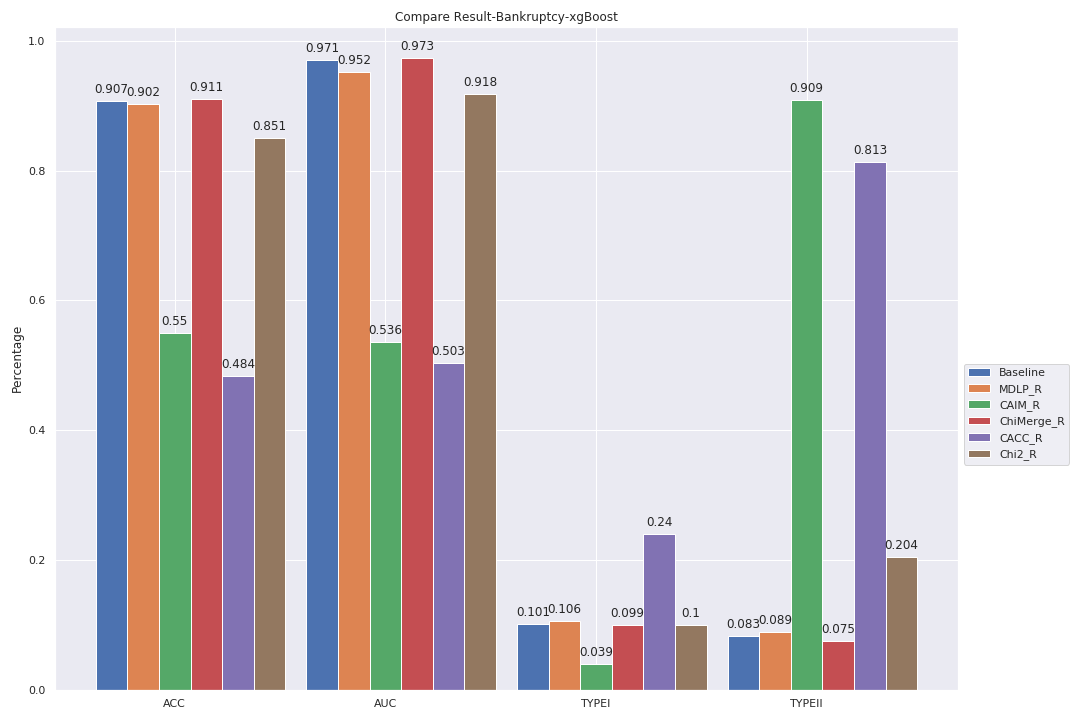 Compare Result-Bankruptcy-xgBoost
Percentage
1.0
0.8
0.6
0.4
0.2
0.0
0.907
0.902
0.55
0.911
0.484
0.851
0.971
0.952
0.536
0.973
0.503
0.918
0.101
0.106
0.039
0.099
0.24
0.1
0.083
0.089
0.909
0.075
0.813
0.204
ACC
AUC
TYPEI
TYPEII
Baseline
MDLP_R
CAIM_R
ChiMerge_R
CACC_R
Chi2_R